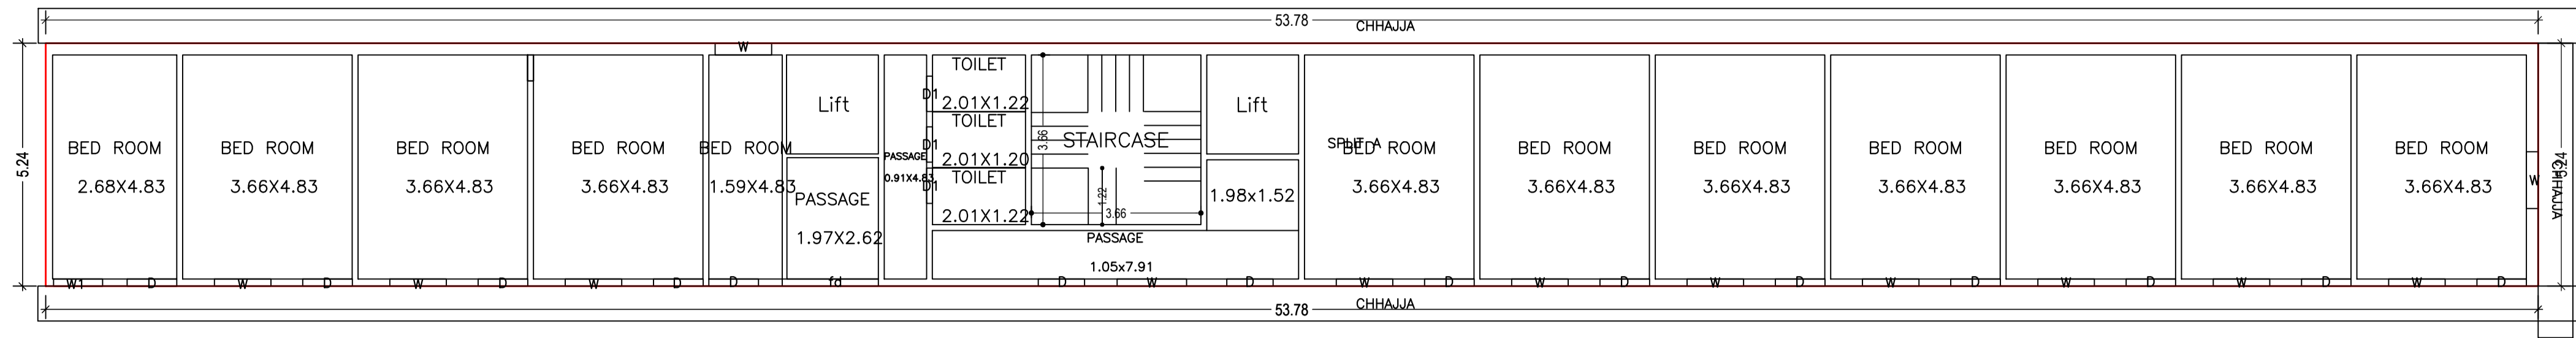 53.78
CHHAJJA
W
5.24
BED ROOM
2.68X4.83
W1
D
BED ROOM
3.66X4.83
W
D
BED ROOM
3.66X4.83
W
D
BED ROOM
3.66X4.83
W
D
BED ROOM
1.59X4.83
D
Lift
PASSAGE
1.97X2.62
fd
PASSAGE
0.91X4.83
D1
TOILET
2.01X1.22
D1
TOILET
2.01X1.20
D1
TOILET
2.01X1.22
3.66
STAIRCASE
1.22
3.66
PASSAGE
1.05x7.91
D
W
D
Lift
1.98x1.52
SPLIT A
BED ROOM
3.66X4.83
W
D
BED ROOM
3.66X4.83
W
D
BED ROOM
3.66X4.83
W
D
BED ROOM
3.66X4.83
W
D
BED ROOM
3.66X4.83
W
D
BED ROOM
3.66X4.83
W
D
BED ROOM
3.66X4.83
W
D
W
5.24
CHHAJJA
CHHAJJA
53.78